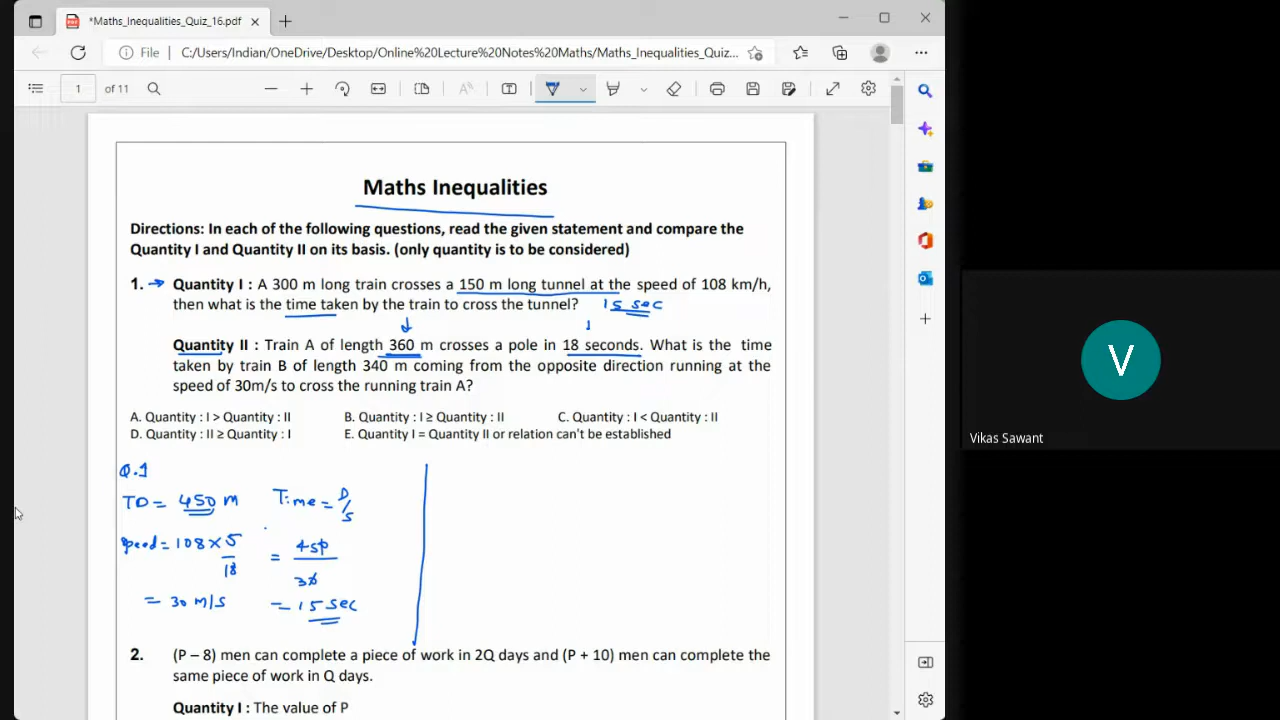 *Maths_Inequalities_Quiz_16.pdf
File C:/Users/Indian/OneDrive/Desktop/Online%20Lecture%20Notes%20Maths/Maths_Inequalities_Quiz...
1 of 11
Maths Inequalities
Directions: In each of the following questions, read the given statement and compare the
Quantity I and Quantity II on its basis. (only quantity is to be considered)
1. Quantity I : A 300 m long train crosses a 150 m long tunnel at the speed of 108 km/h,
then what is the time taken by the train to cross the tunnel? 15 sec
Quantity II : Train A of length 360 m crosses a pole in 18 seconds. What is the time
taken by train B of length 340 m coming from the opposite direction running at the
speed of 30m/s to cross the running train A?
A. Quantity : I > Quantity : II B. Quantity : I ≥ Quantity : II C. Quantity : I < Quantity : II
D. Quantity : II ≥ Quantity : I E. Quantity I = Quantity II or relation can't be established
Q.1
TD = 450 m Time = D/S
Speed = 108 × 5/18 = 450/30
= 30 m/s = 15 sec
2. (P – 8) men can complete a piece of work in 2Q days and (P + 10) men can complete the
same piece of work in Q days.
Quantity I : The value of P
V
Vikas Sawant